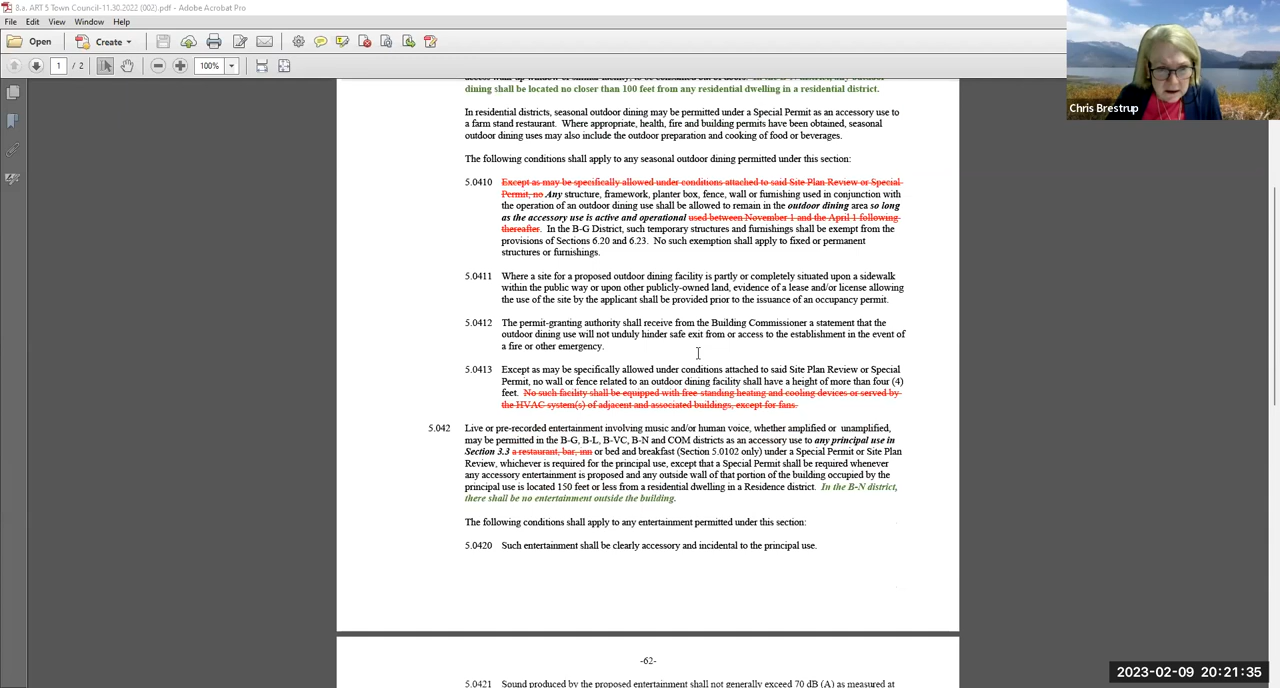 8.a. ART 5 Town Council-11.30.2022 (002).pdf - Adobe Acrobat Pro
File Edit View Window Help
Open Create
1 / 2 100%
Chris Brestrup
dining shall be located no closer than 100 feet from any residential dwelling in a residential district.
In residential districts, seasonal outdoor dining may be permitted under a Special Permit as an accessory use to
a farm stand restaurant. Where appropriate, health, fire and building permits have been obtained, seasonal
outdoor dining uses may also include the outdoor preparation and cooking of food or beverages.
The following conditions shall apply to any seasonal outdoor dining permitted under this section:
5.0410 Except as may be specifically allowed under conditions attached to said Site Plan Review or Special
Permit, no Any structure, framework, planter box, fence, wall or furnishing used in conjunction with
the operation of an outdoor dining use shall be allowed to remain in the outdoor dining area so long
as the accessory use is active and operational used between November 1 and the April 1 following
thereafter. In the B-G District, such temporary structures and furnishings shall be exempt from the
provisions of Sections 6.20 and 6.23. No such exemption shall apply to fixed or permanent
structures or furnishings.
5.0411 Where a site for a proposed outdoor dining facility is partly or completely situated upon a sidewalk
within the public way or upon other publicly-owned land, evidence of a lease and/or license allowing
the use of the site by the applicant shall be provided prior to the issuance of an occupancy permit.
5.0412 The permit-granting authority shall receive from the Building Commissioner a statement that the
outdoor dining use will not unduly hinder safe exit from or access to the establishment in the event of
a fire or other emergency.
5.0413 Except as may be specifically allowed under conditions attached to said Site Plan Review or Special
Permit, no wall or fence related to an outdoor dining facility shall have a height of more than four (4)
feet. No such facility shall be equipped with free-standing heating and cooling devices or served by
the HVAC system(s) of adjacent and associated buildings, except for fans.
5.042 Live or pre-recorded entertainment involving music and/or human voice, whether amplified or unamplified,
may be permitted in the B-G, B-L, B-VC, B-N and COM districts as an accessory use to any principal use in
Section 3.3 a restaurant, bar, inn or bed and breakfast (Section 5.0102 only) under a Special Permit or Site Plan
Review, whichever is required for the principal use, except that a Special Permit shall be required whenever
any accessory entertainment is proposed and any outside wall of that portion of the building occupied by the
principal use is located 150 feet or less from a residential dwelling in a Residence district. In the B-N district,
there shall be no entertainment outside the building.
The following conditions shall apply to any entertainment permitted under this section:
5.0420 Such entertainment shall be clearly accessory and incidental to the principal use.
-62-
5.0421 Sound produced by the proposed entertainment shall not generally exceed 70 dB (A) as measured at
2023-02-09 20:21:35